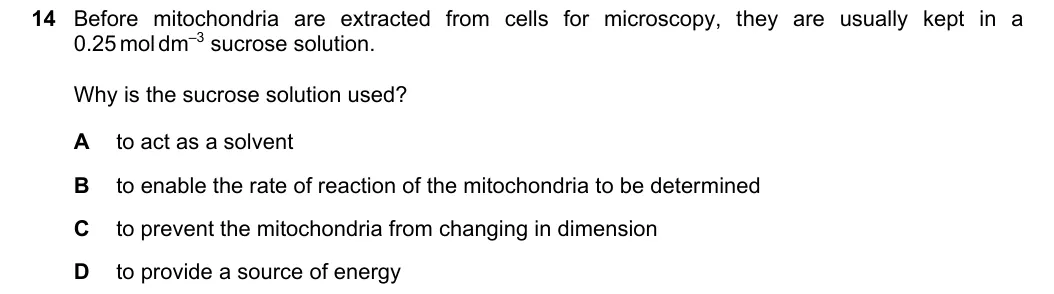 14 Before mitochondria are extracted from cells for microscopy, they are usually kept in a
0.25 mol dm⁻³ sucrose solution.
Why is the sucrose solution used?
A to act as a solvent
B to enable the rate of reaction of the mitochondria to be determined
C to prevent the mitochondria from changing in dimension
D to provide a source of energy